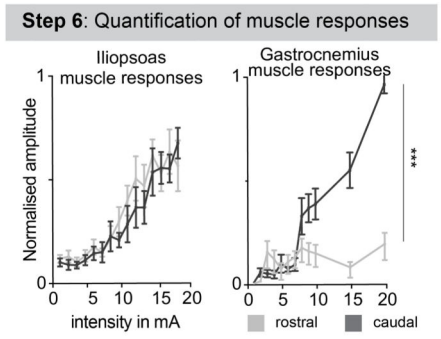 Step 6: Quantification of muscle responses
Iliopsoas
muscle responses
Gastrocnemius
muscle responses
Normalised amplitude
1
0
0 5 10 15 20
intensity in mA
1
0
0 5 10 15 20
***
rostral
caudal